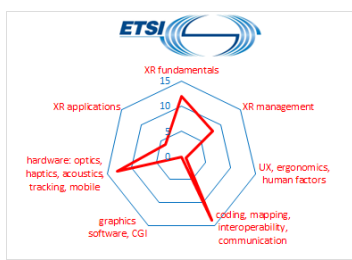 ETSI
XR fundamentals
15
XR applications
10
XR management
5
0
hardware: optics,
haptics, acoustics,
tracking, mobile
UX, ergonomics,
human factors
graphics
software, CGI
coding, mapping,
interoperability,
communication